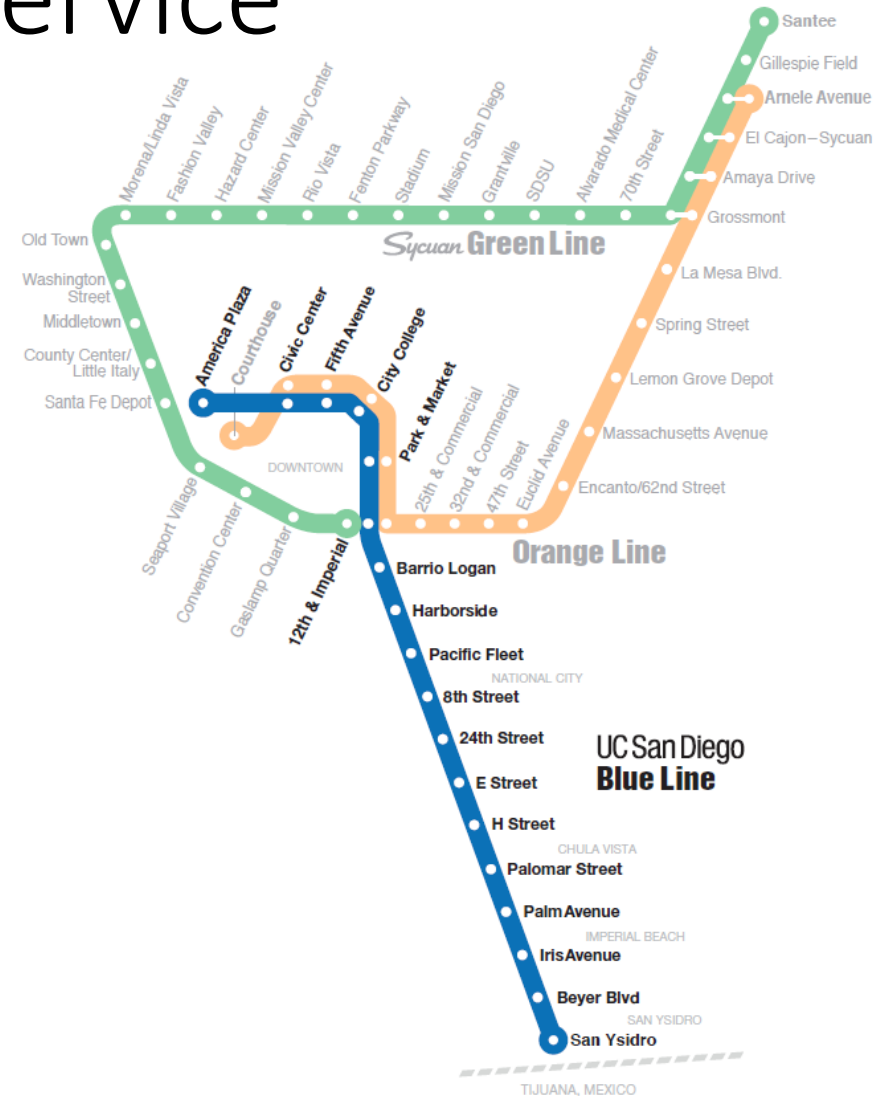 ervice
Santee
Gillespie Field
Arnele Avenue
El Cajon–Sycuan
Amaya Drive
Grossmont
La Mesa Blvd.
Spring Street
Lemon Grove Depot
Massachusetts Avenue
Encanto/62nd Street
Morena/Linda Vista
Fashion Valley
Hazard Center
Mission Valley Center
Rio Vista
Fenton Parkway
Stadium
Mission San Diego
Grantville
SDSU
Alvarado Medical Center
70th Street
Sycuan Green Line
Old Town
Washington
Street
Middletown
County Center/
Little Italy
Santa Fe Depot
America Plaza
Courthouse
Civic Center
Fifth Avenue
City College
Park & Market
25th & Commercial
32nd & Commercial
47th Street
Euclid Avenue
DOWNTOWN
Seaport Village
Convention Center
Gaslamp Quarter
12th & Imperial
Orange Line
Barrio Logan
Harborside
Pacific Fleet
NATIONAL CITY
8th Street
24th Street
UC San Diego
Blue Line
E Street
H Street
CHULA VISTA
Palomar Street
Palm Avenue
IMPERIAL BEACH
Iris Avenue
Beyer Blvd
SAN YSIDRO
San Ysidro
TIJUANA, MEXICO